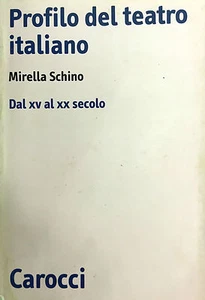 Profilo del teatro
italiano
Mirella Schino
Dal XV al XX secolo
Carocci